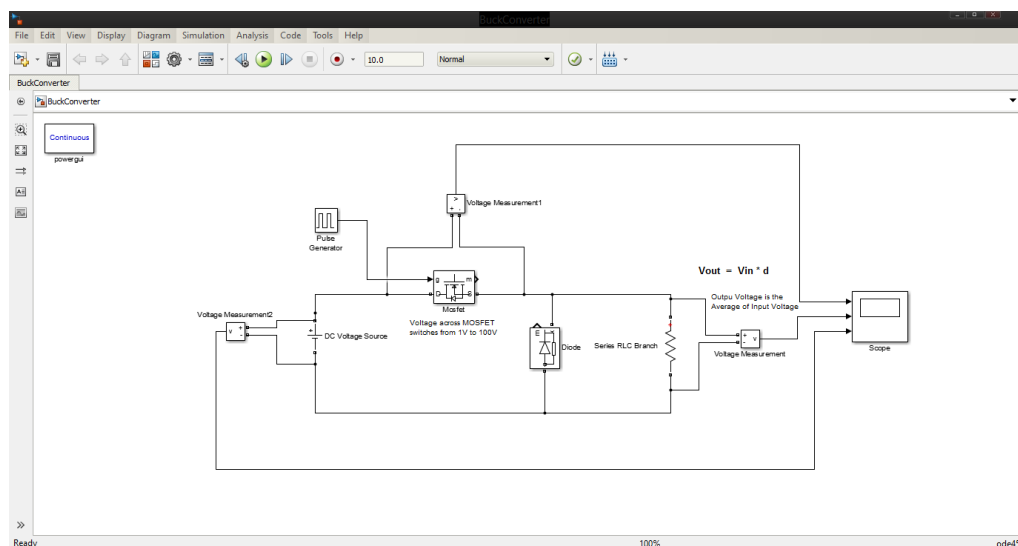 BuckConverter
File Edit View Display Diagram Simulation Analysis Code Tools Help
10.0 Normal
BuckConverter
BuckConverter
Continuous
powergui
Voltage Measurement1
Pulse
Generator
Vout = Vin * d
g m
D S
Mosfet
Outpu Voltage is the
Average of Input Voltage
Voltage Measurement2
Voltage across MOSFET
switches from 1V to 100V
DC Voltage Source
Diode
Series RLC Branch
Voltage Measurement
Scope
Ready 100%